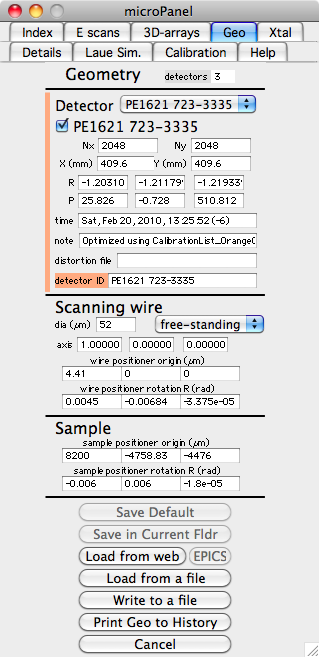 microPanel
Index E scans 3D-arrays Geo Xtal
Details Laue Sim. Calibration Help
Geometry detectors 3
Detector PE1621 723-3335
PE1621 723-3335
Nx 2048 Ny 2048
X (mm) 409.6 Y (mm) 409.6
R -1.20310 -1.21179 -1.21933
P 25.826 -0.728 510.812
time Sat, Feb 20, 2010, 13:25:52 (-6)
note Optimized using CalibrationList_Orange
distortion file
detector ID PE1621 723-3335
Scanning wire
dia (µm) 52 free-standing
axis 1.00000 0.00000 0.00000
wire positioner origin (µm)
4.41 0 0
wire positioner rotation R (rad)
0.0045 -0.00684 -3.375e-05
Sample
sample positioner origin (µm)
8200 -4758.83 -4476
sample positioner rotation R (rad)
-0.006 0.006 -1.8e-05
Save Default
Save in Current Fldr
Load from web EPICS
Load from a file
Write to a file
Print Geo to History
Cancel